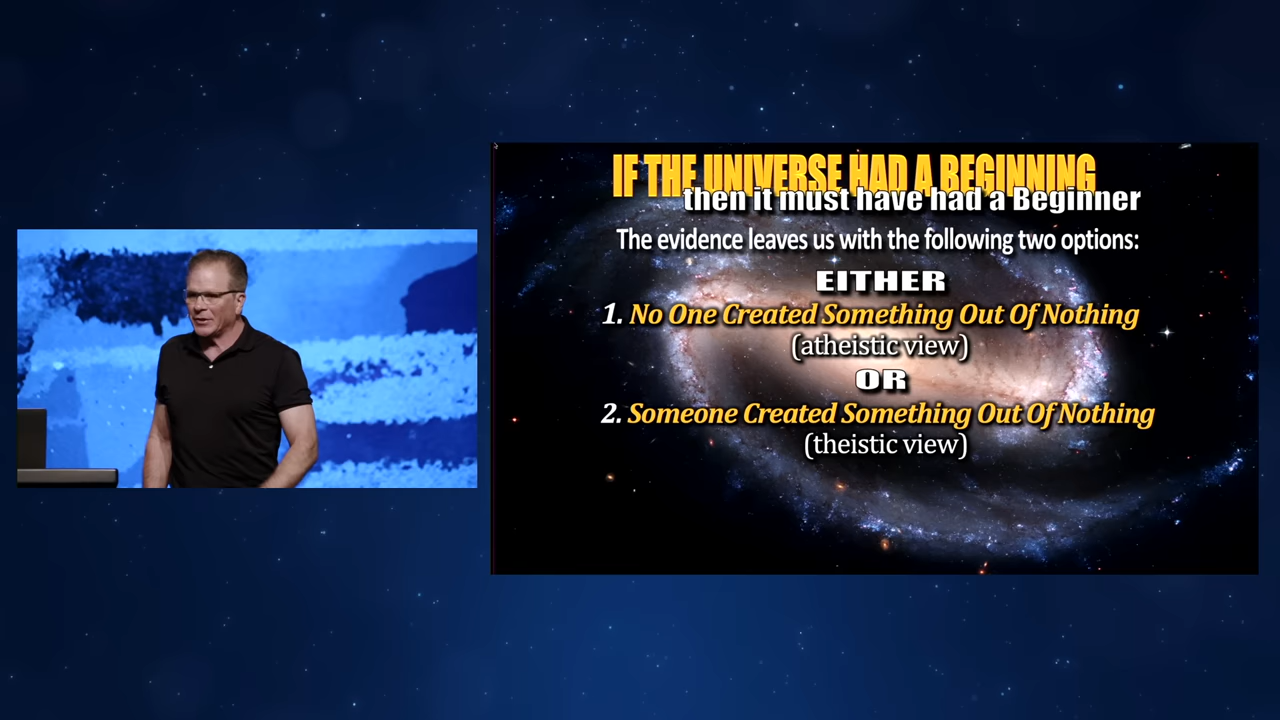 IF THE UNIVERSE HAD A BEGINNING
then it must have had a Beginner
The evidence leaves us with the following two options:
EITHER
1. No One Created Something Out Of Nothing
(atheistic view)
OR
2. Someone Created Something Out Of Nothing
(theistic view)